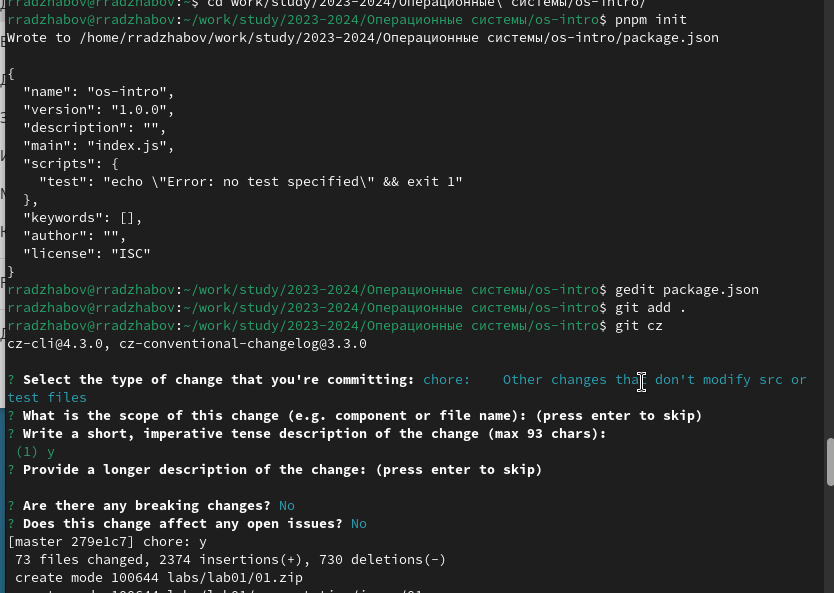 rradzhabov@rradzhabov:~$ cd work/study/2023-2024/Операционные\ системы/os-intro/
rradzhabov@rradzhabov:~/work/study/2023-2024/Операционные системы/os-intro$ pnpm init
Wrote to /home/rradzhabov/work/study/2023-2024/Операционные системы/os-intro/package.json
{
  "name": "os-intro",
  "version": "1.0.0",
  "description": "",
  "main": "index.js",
  "scripts": {
    "test": "echo \"Error: no test specified\" && exit 1"
  },
  "keywords": [],
  "author": "",
  "license": "ISC"
}
rradzhabov@rradzhabov:~/work/study/2023-2024/Операционные системы/os-intro$ gedit package.json
rradzhabov@rradzhabov:~/work/study/2023-2024/Операционные системы/os-intro$ git add .
rradzhabov@rradzhabov:~/work/study/2023-2024/Операционные системы/os-intro$ git cz
cz-cli@4.3.0, cz-conventional-changelog@3.3.0
? Select the type of change that you're committing: chore:    Other changes that don't modify src or
test files
? What is the scope of this change (e.g. component or file name): (press enter to skip)
? Write a short, imperative tense description of the change (max 93 chars):
 (1) y
? Provide a longer description of the change: (press enter to skip)
? Are there any breaking changes? No
? Does this change affect any open issues? No
[master 279e1c7] chore: y
 73 files changed, 2374 insertions(+), 730 deletions(-)
 create mode 100644 labs/lab01/01.zip